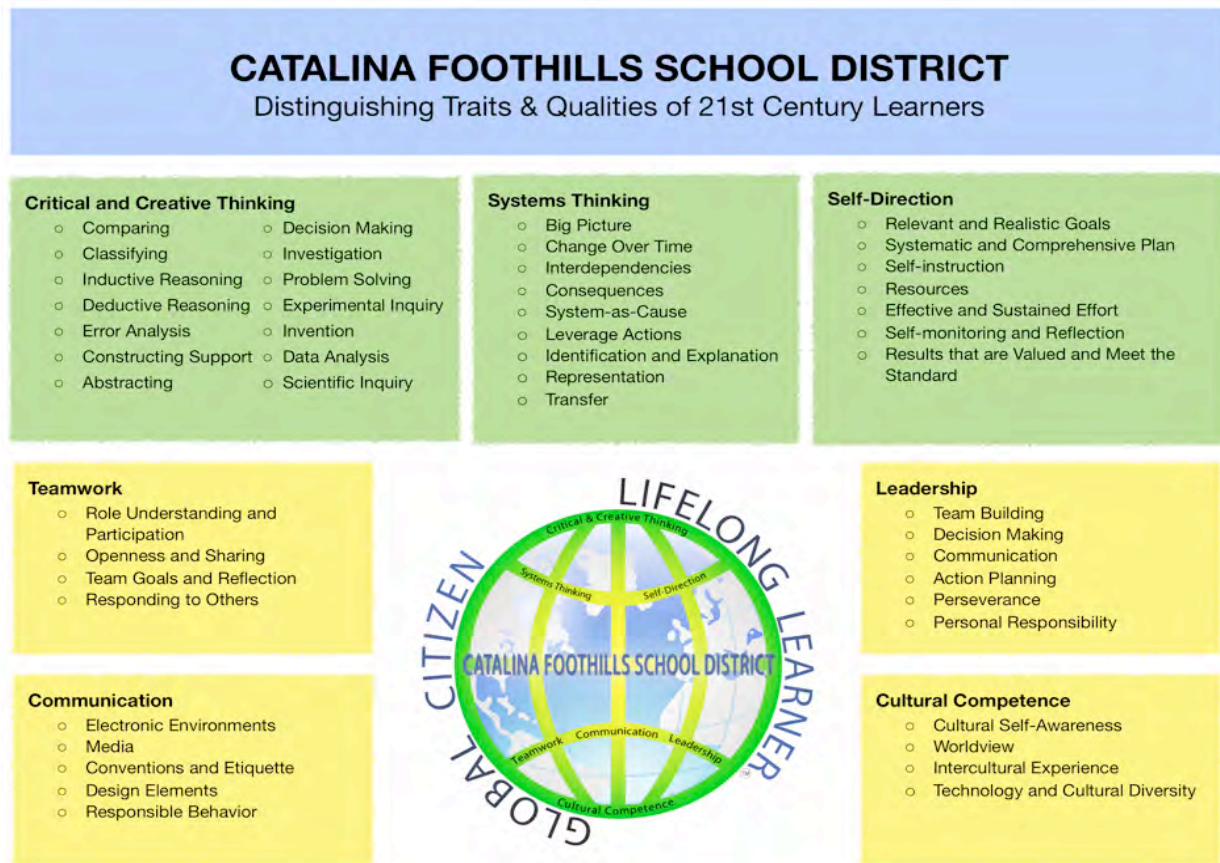 CATALINA FOOTHILLS SCHOOL DISTRICT
Distinguishing Traits & Qualities of 21st Century Learners
Critical and Creative Thinking
○ Comparing
○ Classifying
○ Inductive Reasoning
○ Deductive Reasoning
○ Error Analysis
○ Constructing Support
○ Abstracting
○ Decision Making
○ Investigation
○ Problem Solving
○ Experimental Inquiry
○ Invention
○ Data Analysis
○ Scientific Inquiry
Systems Thinking
○ Big Picture
○ Change Over Time
○ Interdependencies
○ Consequences
○ System-as-Cause
○ Leverage Actions
○ Identification and Explanation
○ Representation
○ Transfer
Self-Direction
○ Relevant and Realistic Goals
○ Systematic and Comprehensive Plan
○ Self-instruction
○ Resources
○ Effective and Sustained Effort
○ Self-monitoring and Reflection
○ Results that are Valued and Meet the
Standard
Teamwork
○ Role Understanding and
Participation
○ Openness and Sharing
○ Team Goals and Reflection
○ Responding to Others
Communication
○ Electronic Environments
○ Media
○ Conventions and Etiquette
○ Design Elements
○ Responsible Behavior
GLOBAL CITIZEN
LIFELONG LEARNER
TM
Critical & Creative Thinking
Systems Thinking
Self-Direction
CATALINA FOOTHILLS SCHOOL DISTRICT
Teamwork Communication Leadership
Cultural Competence
Leadership
○ Team Building
○ Decision Making
○ Communication
○ Action Planning
○ Perseverance
○ Personal Responsibility
Cultural Competence
○ Cultural Self-Awareness
○ Worldview
○ Intercultural Experience
○ Technology and Cultural Diversity